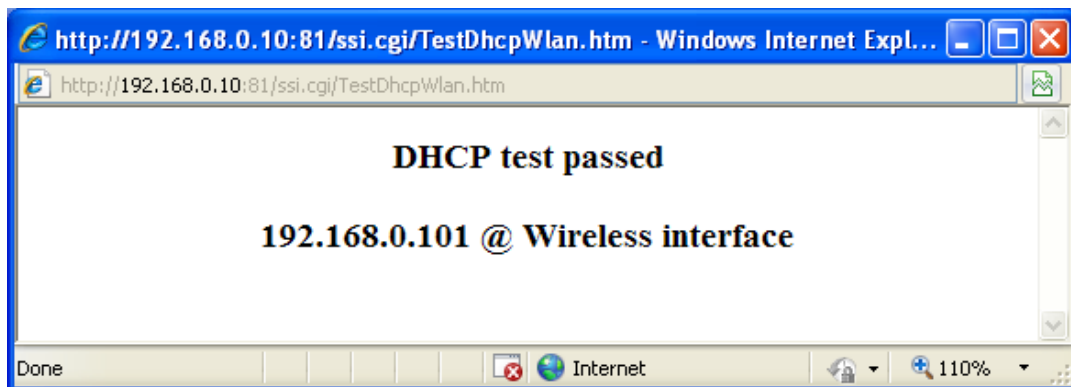 http://192.168.0.10:81/ssi.cgi/TestDhcpWlan.htm - Windows Internet Expl...
http://192.168.0.10:81/ssi.cgi/TestDhcpWlan.htm
DHCP test passed
192.168.0.101 @ Wireless interface
Done Internet 110%